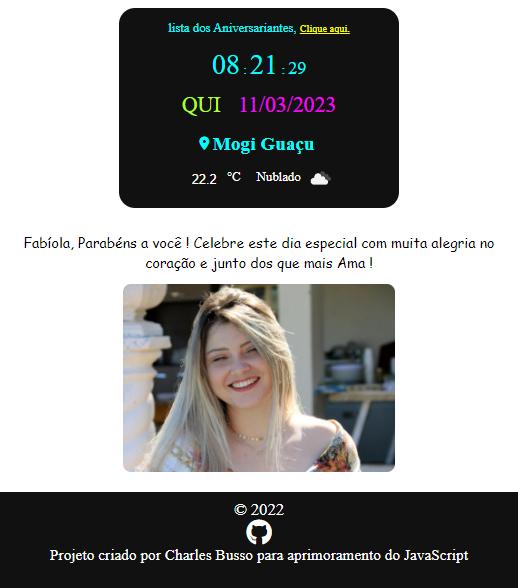 lista dos Aniversariantes, Clique aqui.
08 : 21 : 29
QUI 11/03/2023
Mogi Guaçu
22.2 °C Nublado
Fabíola, Parabéns a você ! Celebre este dia especial com muita alegria no
coração e junto dos que mais Ama !
© 2022
Projeto criado por Charles Busso para aprimoramento do JavaScript